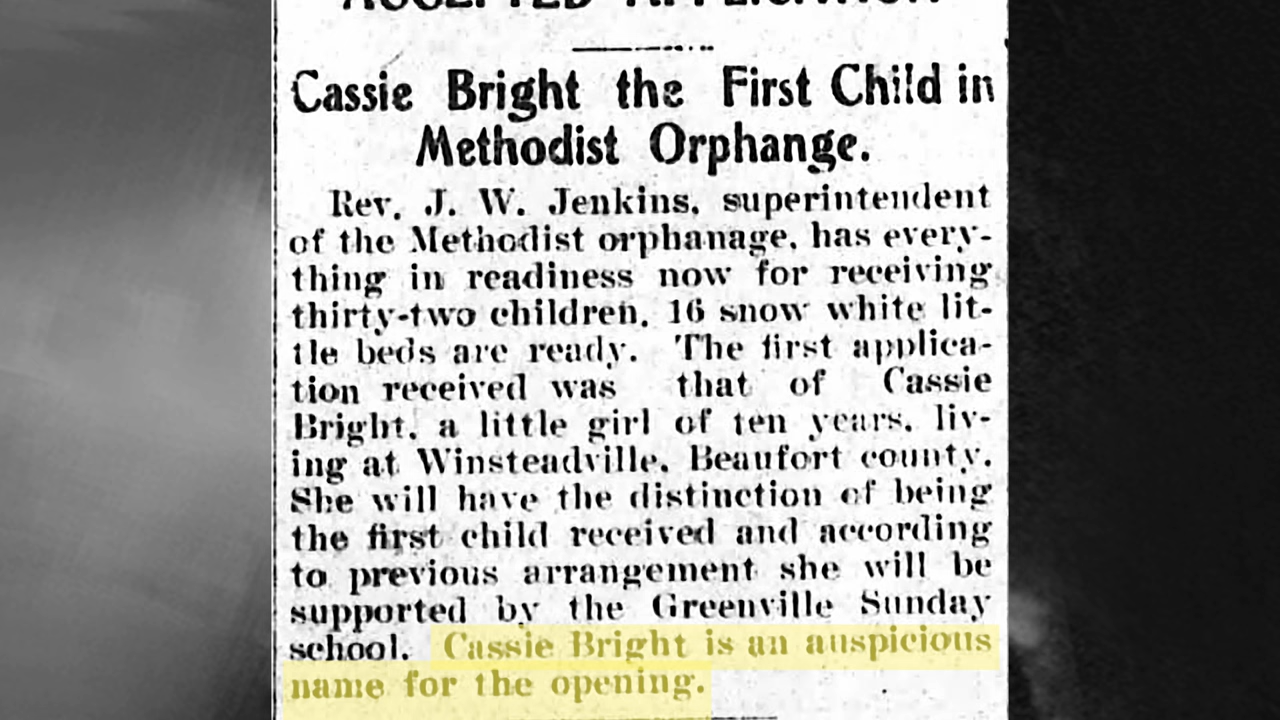 ACCEPTED APPLICATION
Cassie Bright the First Child in
Methodist Orphange.
Rev. J. W. Jenkins, superintendent
of the Methodist orphanage, has every-
thing in readiness now for receiving
thirty-two children, 16 snow white lit-
tle beds are ready. The first applica-
tion received was that of Cassie
Bright, a little girl of ten years, liv-
ing at Winsteadville, Beaufort county.
She will have the distinction of being
the first child received and according
to previous arrangement she will be
supported by the Greenville Sunday
school. Cassie Bright is an auspicious
name for the opening.